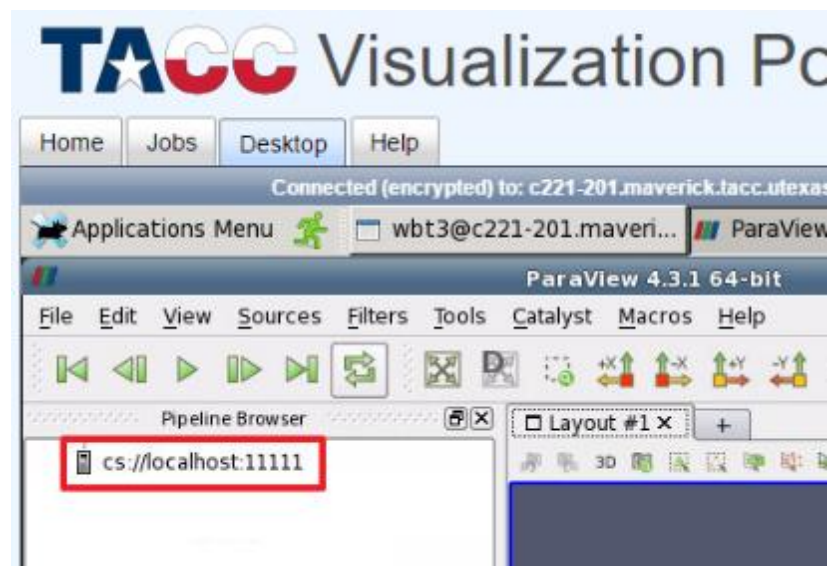 TACC Visualization Po
Home Jobs Desktop Help
Connected (encrypted) to: c221-201.maverick.tacc.utexas
Applications Menu wbt3@c221-201.maveri... ParaView
ParaView 4.3.1 64-bit
File Edit View Sources Filters Tools Catalyst Macros Help
D +X -X +Y -Y
Pipeline Browser Layout #1 +
cs://localhost:11111
3D